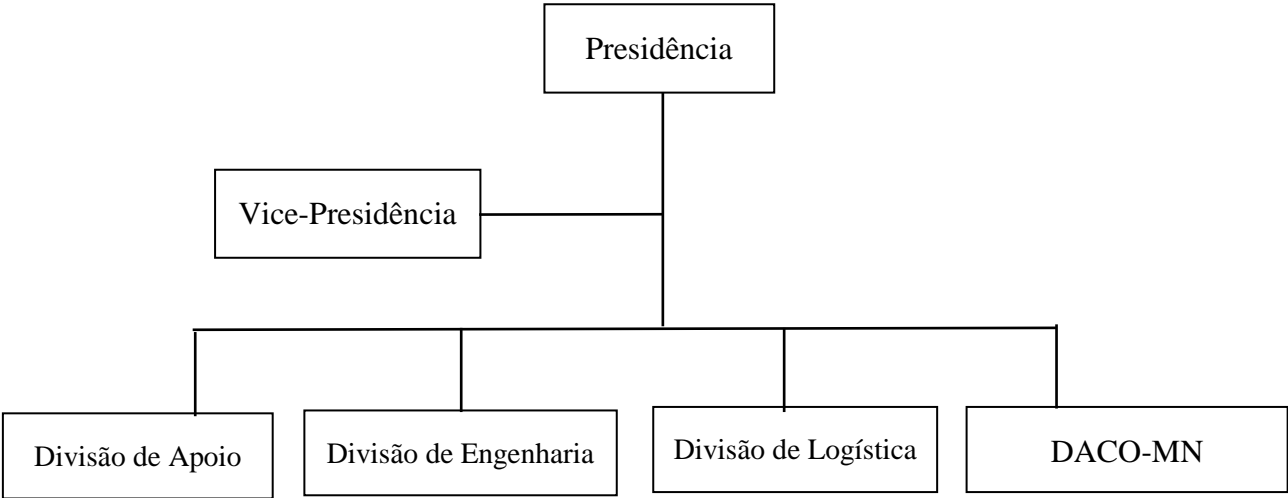 Presidência
Vice-Presidência
Divisão de Apoio
Divisão de Engenharia
Divisão de Logística
DACO-MN